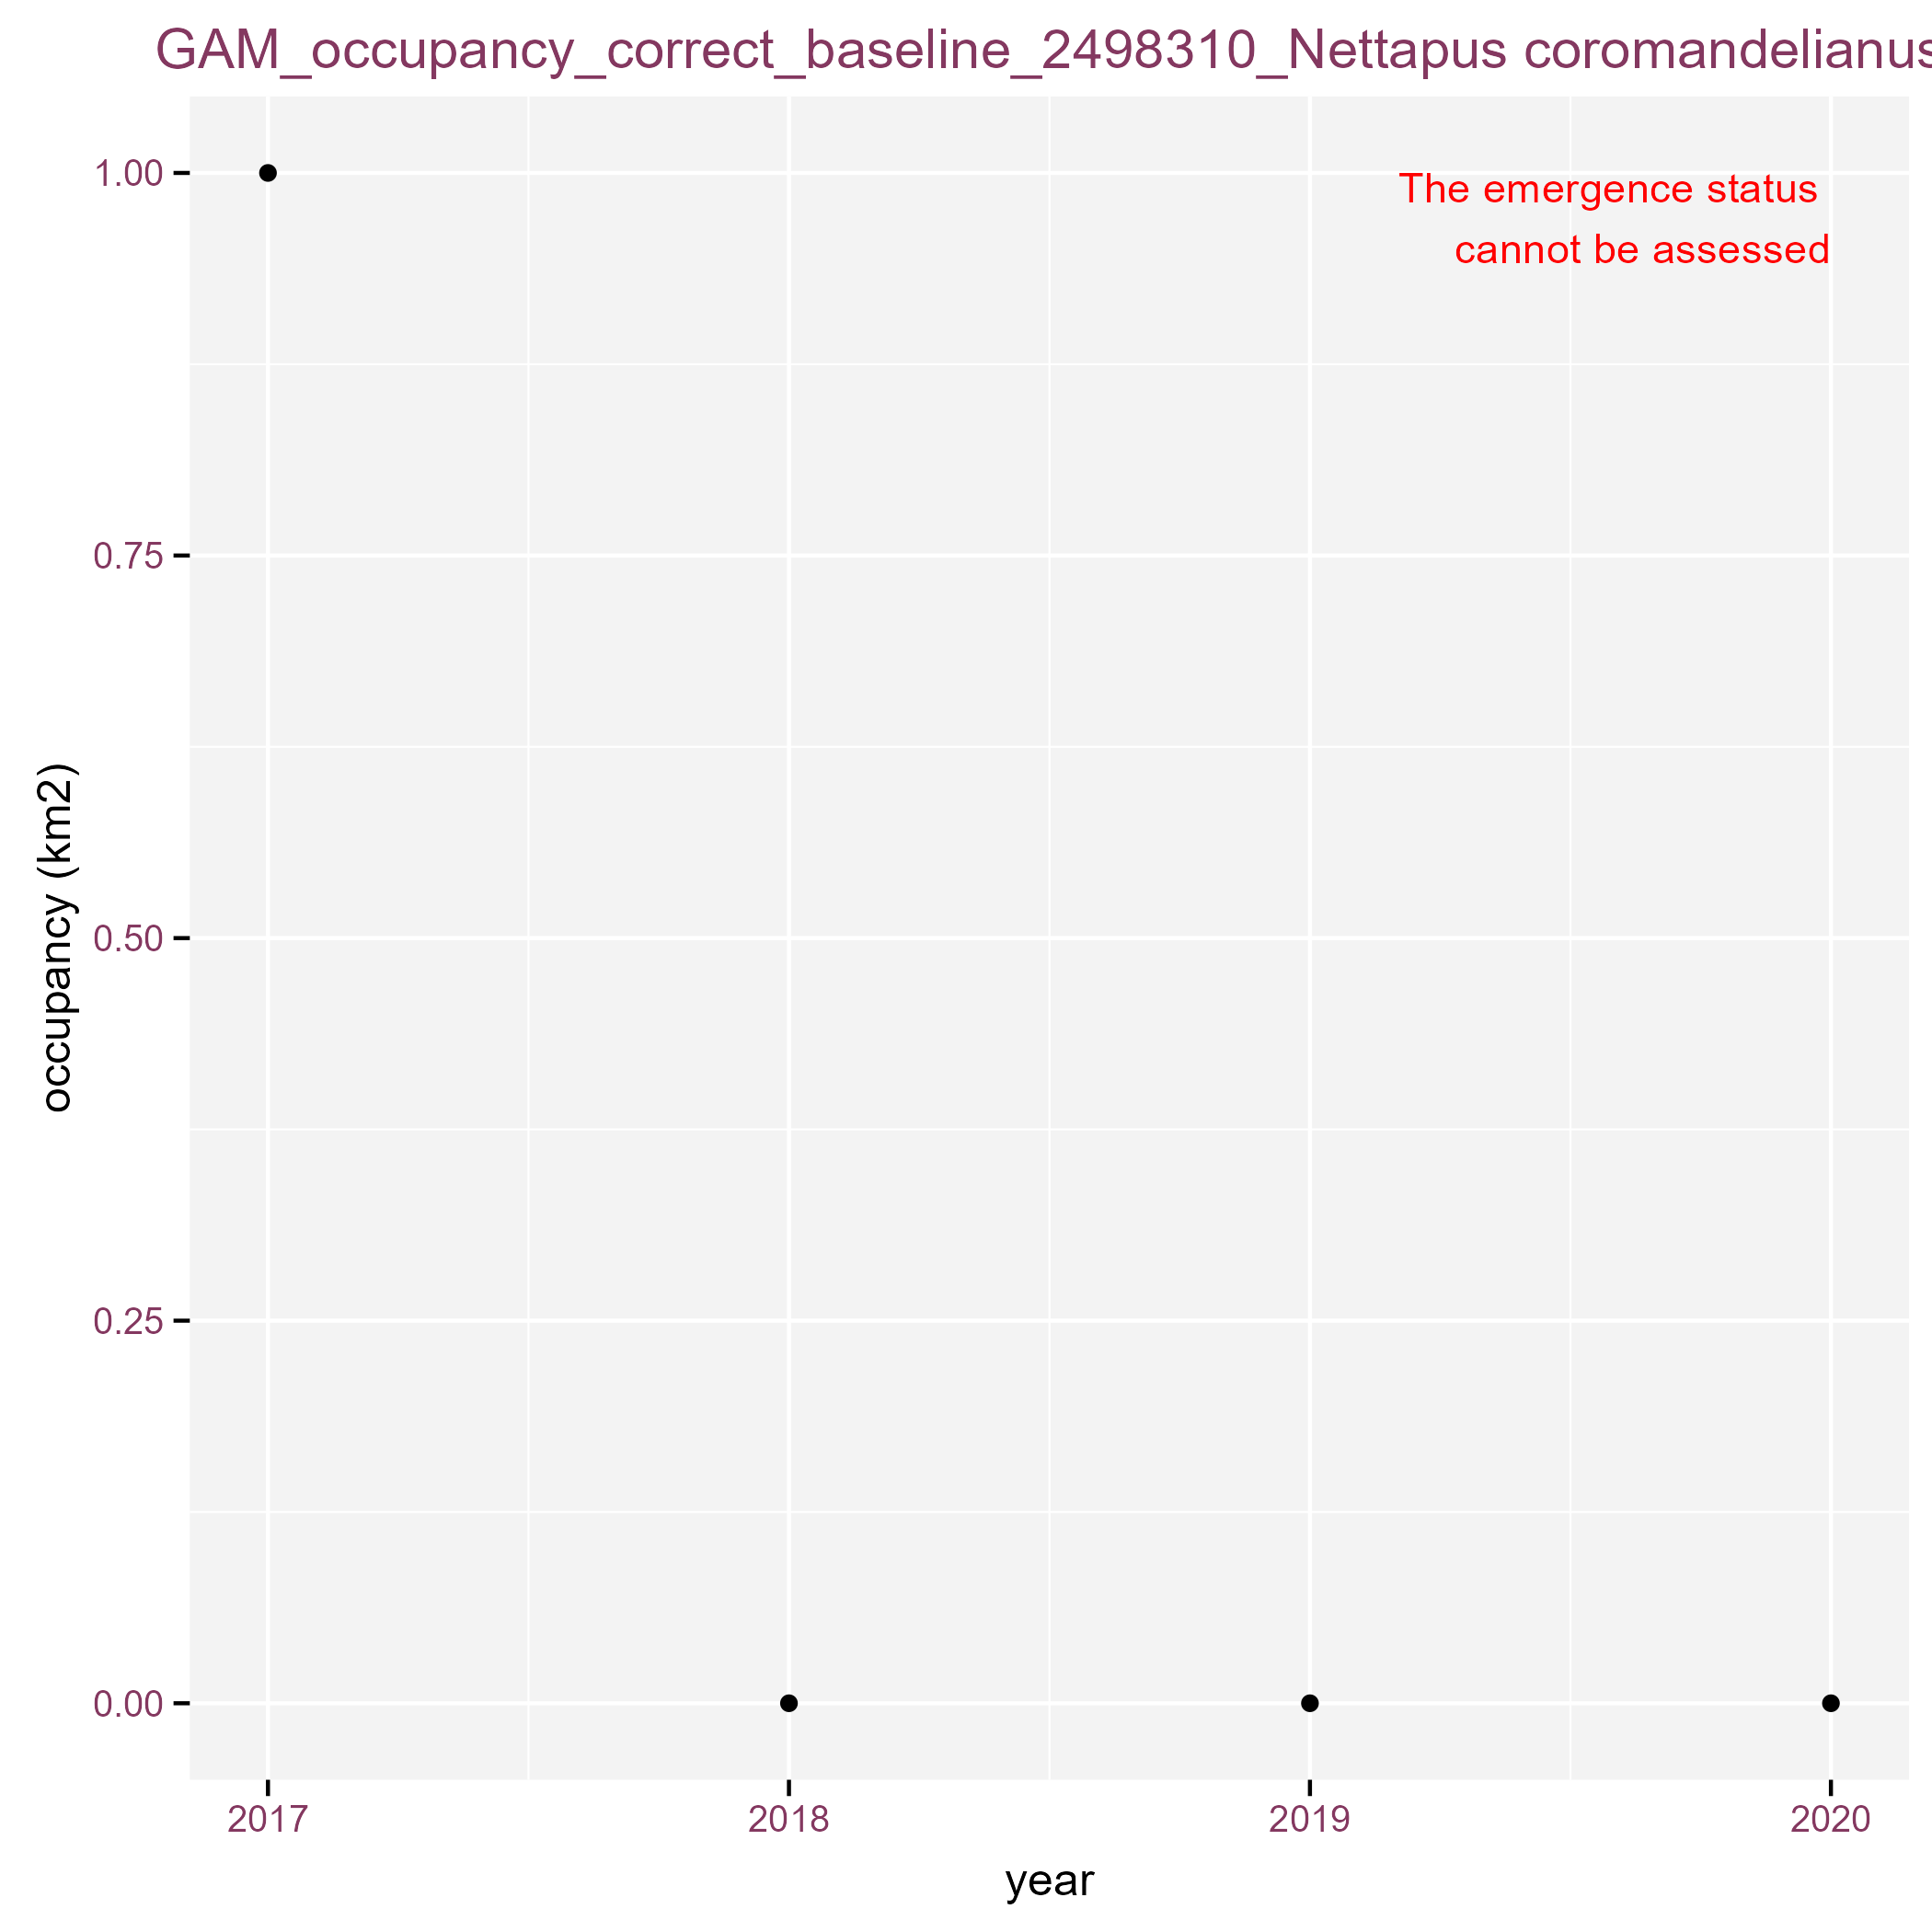 GAM_occupancy_correct_baseline_2498310_Nettapus coromandelianus
1.00
The emergence status
cannot be assessed
0.75
0.50
0.25
0.00
occupancy (km2)
2017 2018 2019 2020
year